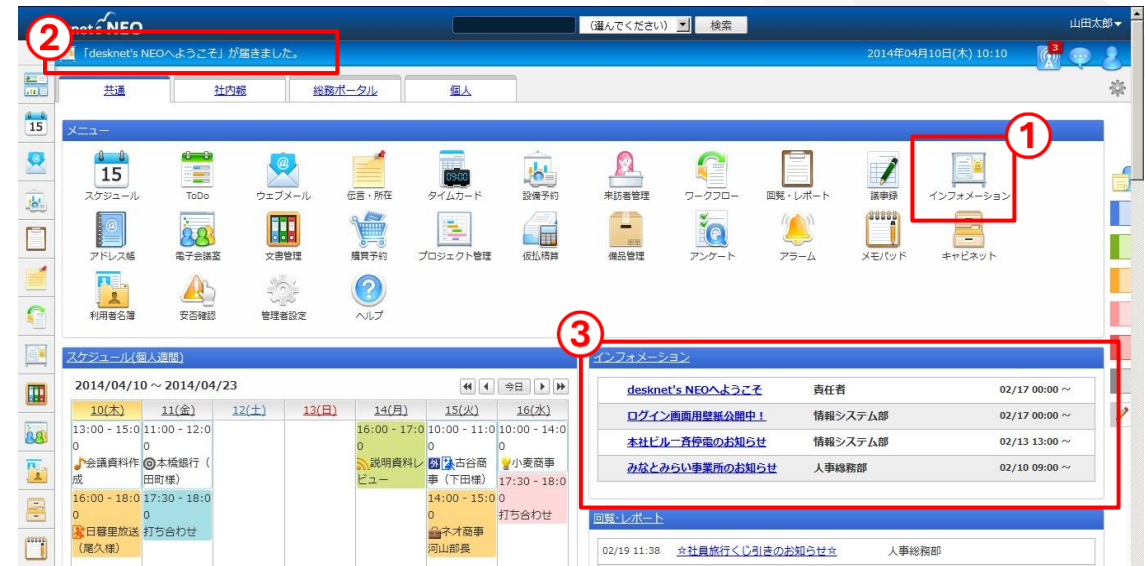 knet's NEO
(選んでください) 検索 山田太郎▼
②
「desknet's NEOへようこそ」が届きました。 2014年04月10日(木) 10:10 3
共通 社内報 総務ポータル 個人
15
メニュー
①
15
09:00
スケジュール ToDo ウェブメール 伝言・所在 タイムカード 設備予約 来訪者管理 ワークフロー 回覧・レポート 議事録 インフォメーション
アドレス帳 電子会議室 文書管理 購買予約 プロジェクト管理 仮払精算 備品管理 アンケート アラーム メモパッド キャビネット
利用者名簿 安否確認 管理者設定 ヘルプ
③
スケジュール(個人週間)
2014/04/10 ~ 2014/04/23 今日
10(木) 11(金) 12(土) 13(日) 14(月) 15(火) 16(水)
13:00 - 15:00
会議資料作成
16:00 - 18:00
日暮里放送(尾久様)
11:00 - 12:00
本橋銀行(田町様)
17:30 - 18:00
打ち合わせ
16:00 - 17:00
説明資料レビュー
10:00 - 11:00
古谷商事(下田様)
14:00 - 15:00
ネオ商事 河山部長
10:00 - 14:00
小麦商事
17:30 - 18:00
打ち合わせ
インフォメーション
desknet's NEOへようこそ 責任者 02/17 00:00 ~
ログイン画面用壁紙公開中! 情報システム部 02/17 00:00 ~
本社ビル一斉停電のお知らせ 情報システム部 02/13 13:00 ~
みなとみらい事業所のお知らせ 人事総務部 02/10 09:00 ~
回覧・レポート
02/19 11:38 ☆社員旅行くじ引きのお知らせ☆ 人事総務部